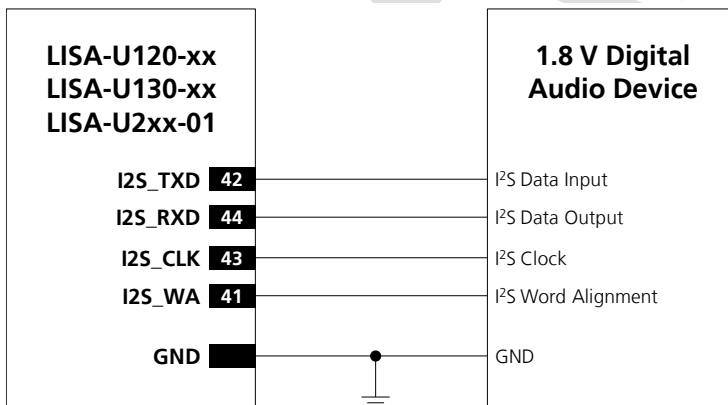 LISA-U120-xx
LISA-U130-xx
LISA-U2xx-01
1.8 V Digital
Audio Device
I2S_TXD 42 I²S Data Input
I2S_RXD 44 I²S Data Output
I2S_CLK 43 I²S Clock
I2S_WA 41 I²S Word Alignment
GND GND